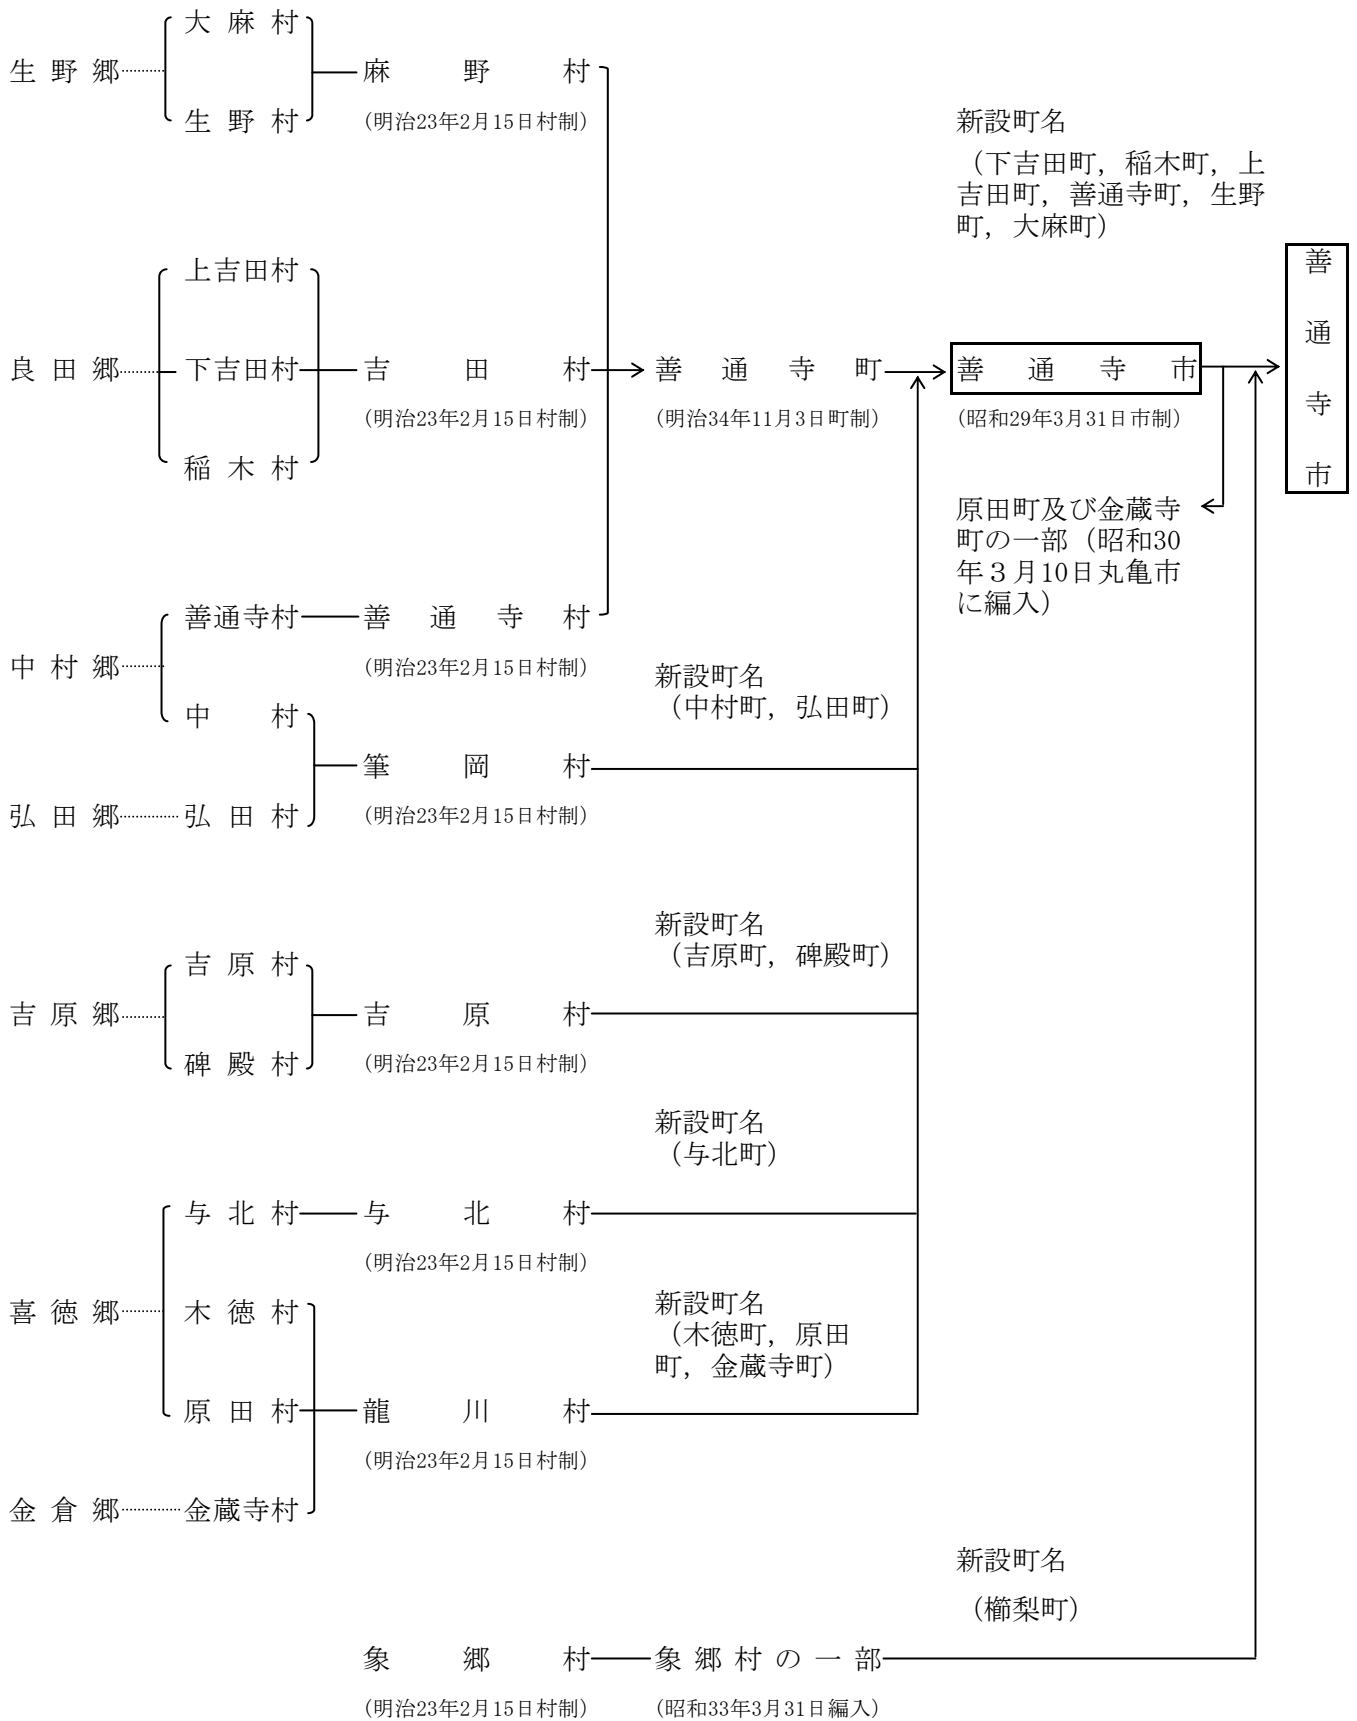 大麻村
生野郷
麻野村
生野村
(明治23年2月15日村制)
新設町名
（下吉田町，稲木町，上
吉田町，善通寺町，生野
町，大麻町）
善通寺市
上吉田村
良田郷
下吉田村
吉田村
善通寺町
善通寺市
(明治23年2月15日村制)
(明治34年11月3日町制)
(昭和29年3月31日市制)
稲木村
原田町及び金蔵寺
町の一部（昭和30
年３月10日丸亀市
に編入）
善通寺村
善通寺村
中村郷
(明治23年2月15日村制)
新設町名
（中村町，弘田町）
中村
筆岡村
弘田郷
弘田村
(明治23年2月15日村制)
新設町名
（吉原町，碑殿町）
吉原村
吉原郷
吉原村
碑殿村
(明治23年2月15日村制)
新設町名
（与北町）
与北村
与北村
(明治23年2月15日村制)
喜徳郷
木徳村
新設町名
（木徳町，原田
町，金蔵寺町）
原田村
龍川村
(明治23年2月15日村制)
金倉郷
金蔵寺村
新設町名
（櫛梨町）
象郷村
象郷村の一部
(明治23年2月15日村制)
(昭和33年3月31日編入)